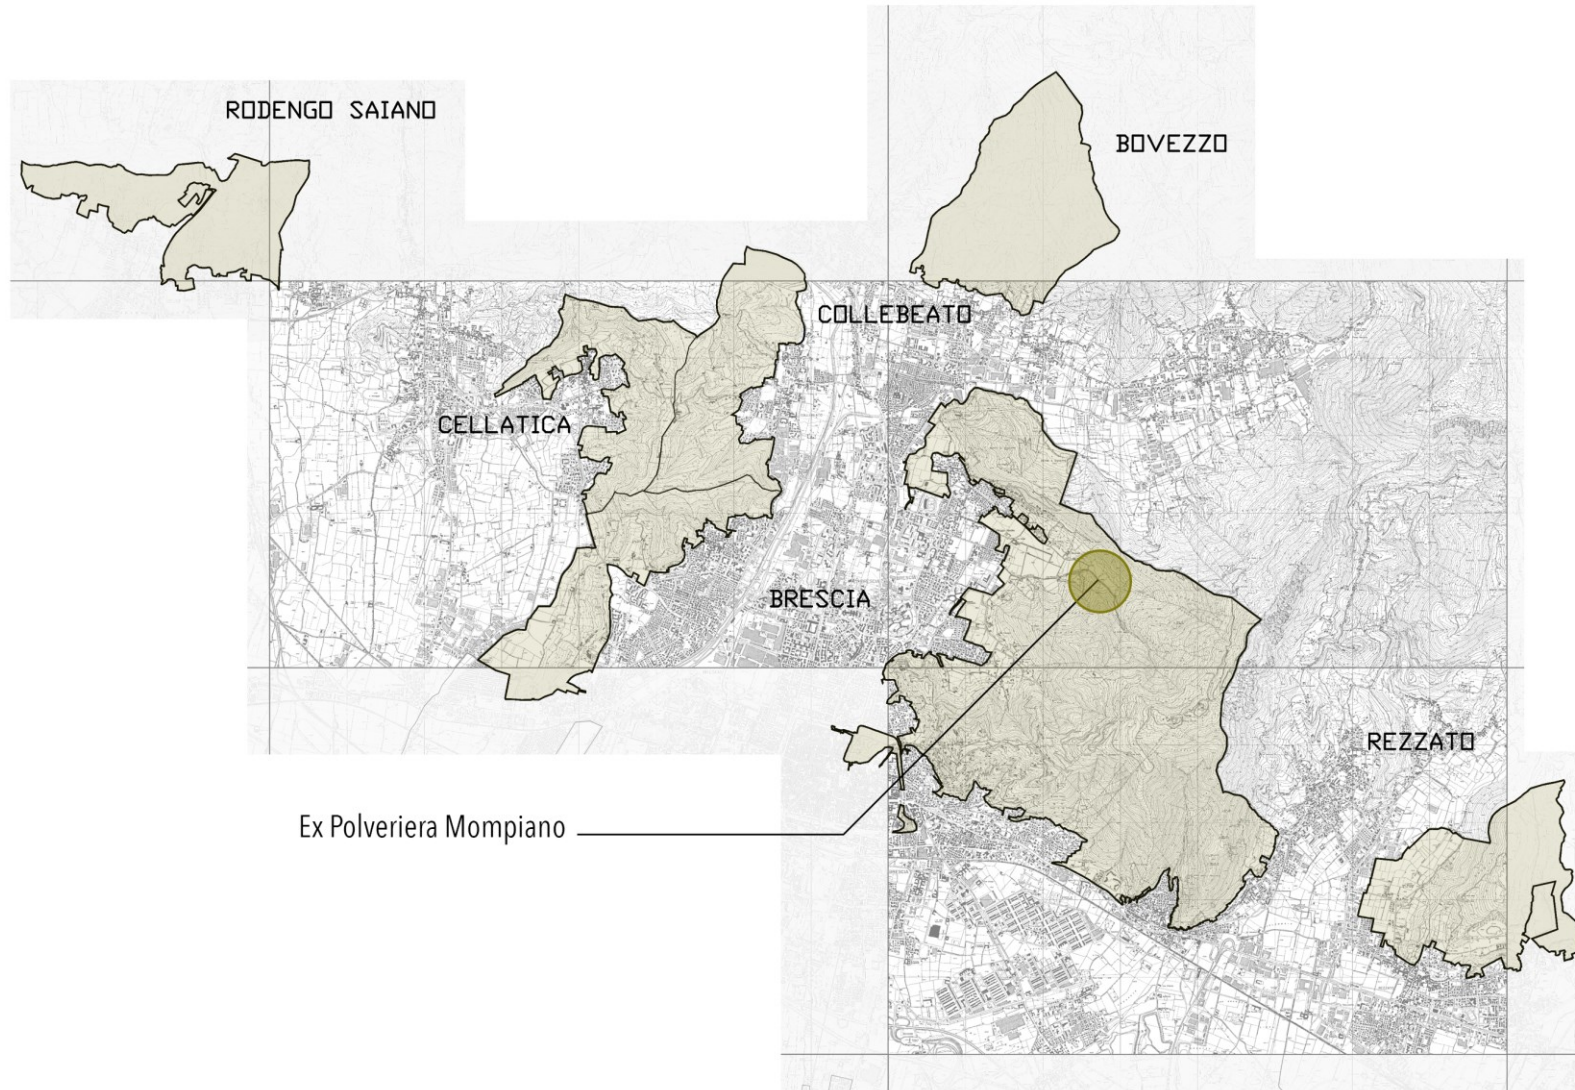 RODENGO SAIANO
BOVEZZO
COLLEBEATO
CELLATICA
BRESCIA
REZZATO
Ex Polveriera Mompiano